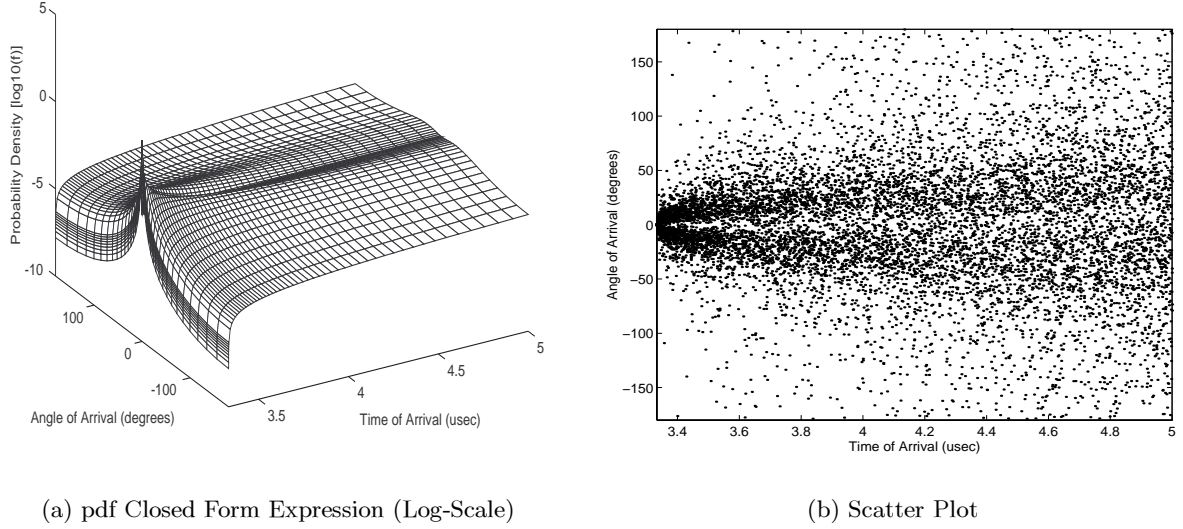 5
0
-5
-10
Probability Density [log10(f)]
100
0
-100
Angle of Arrival (degrees)
3.5
4
4.5
5
Time of Arrival (usec)
150
100
50
0
−50
−100
−150
Angle of Arrival (degrees)
3.4 3.6 3.8 4 4.2 4.4 4.6 4.8 5
Time of Arrival (usec)
(a) pdf Closed Form Expression (Log-Scale)
(b) Scatter Plot